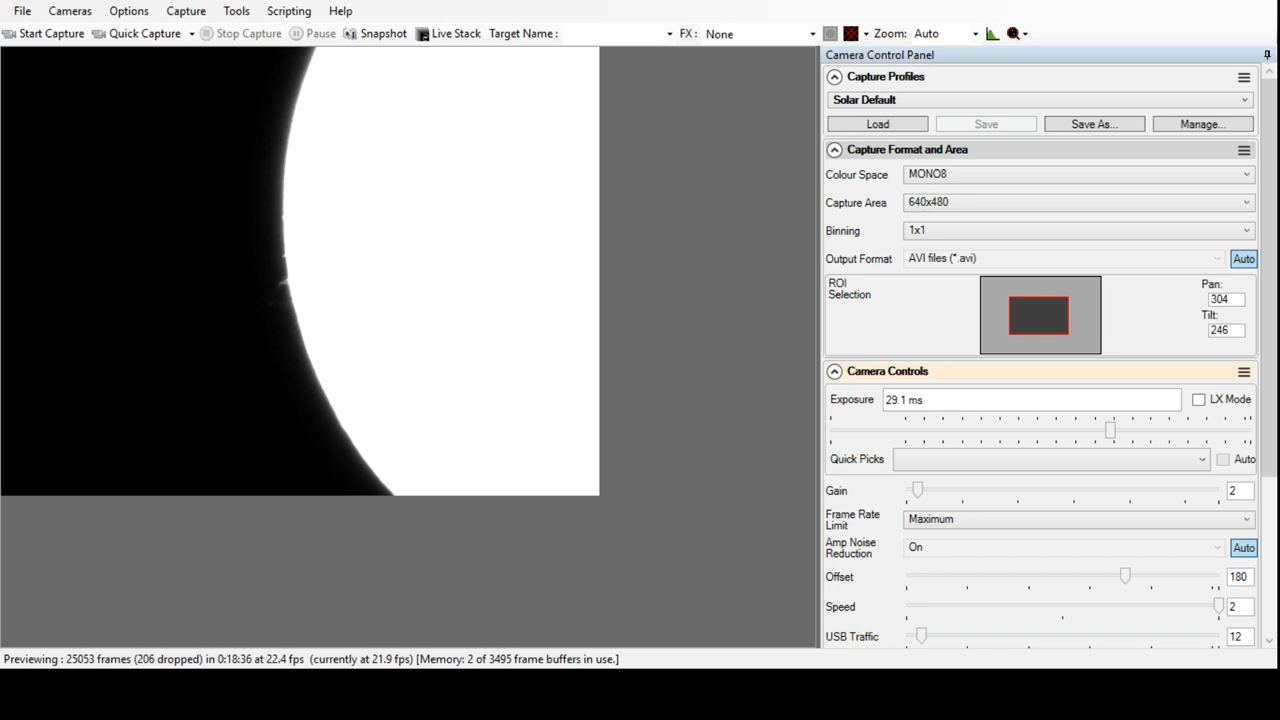 File Cameras Options Capture Tools Scripting Help
Start Capture Quick Capture Stop Capture Pause Snapshot Live Stack Target Name : FX : None Zoom: Auto
Camera Control Panel
Capture Profiles
Solar Default
Load Save Save As... Manage...
Capture Format and Area
Colour Space MONO8
Capture Area 640x480
Binning 1x1
Output Format AVI files (*.avi) Auto
ROI
Selection
Pan:
304
Tilt:
246
Camera Controls
Exposure 29.1 ms LX Mode
Quick Picks Auto
Gain 2
Frame Rate
Limit
Maximum
Amp Noise
Reduction
On Auto
Offset 180
Speed 2
USB Traffic 12
Previewing : 25053 frames (206 dropped) in 0:18:36 at 22.4 fps (currently at 21.9 fps) [Memory: 2 of 3495 frame buffers in use.]